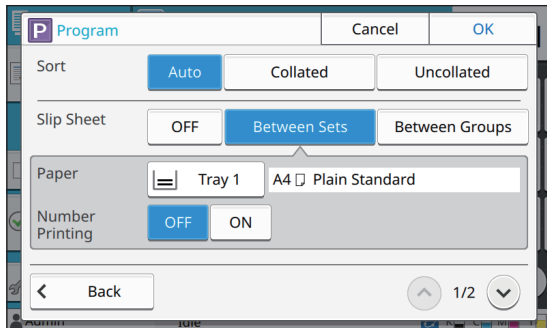 P Program
Cancel
OK
Sort
Auto
Collated
Uncollated
Slip Sheet
OFF
Between Sets
Between Groups
Paper
Tray 1
A4 Plain Standard
Number
Printing
OFF
ON
Back
1/2
Admin
Idle
K
C
M